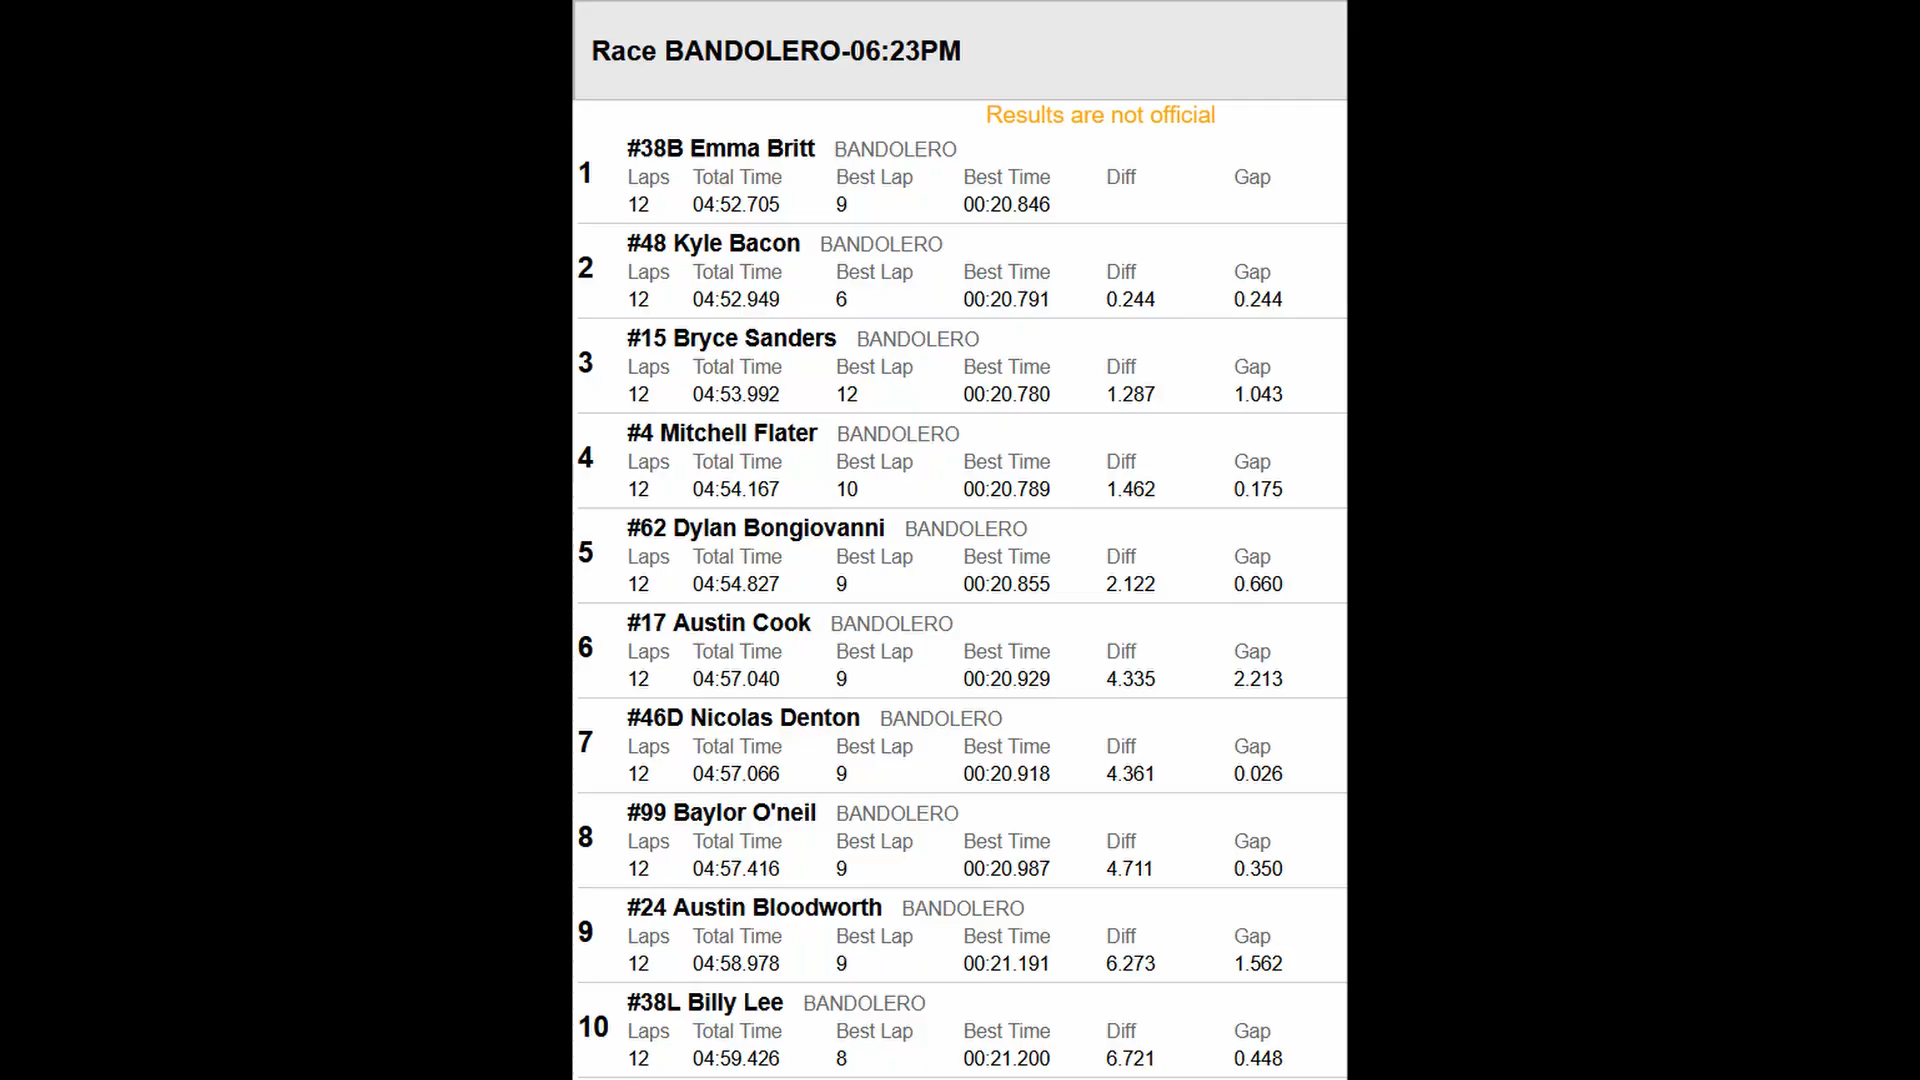 Race BANDOLERO-06:23PM
Results are not official
1
#38B Emma Britt BANDOLERO
Laps Total Time Best Lap Best Time Diff Gap
12 04:52.705 9 00:20.846
2
#48 Kyle Bacon BANDOLERO
Laps Total Time Best Lap Best Time Diff Gap
12 04:52.949 6 00:20.791 0.244 0.244
3
#15 Bryce Sanders BANDOLERO
Laps Total Time Best Lap Best Time Diff Gap
12 04:53.992 12 00:20.780 1.287 1.043
4
#4 Mitchell Flater BANDOLERO
Laps Total Time Best Lap Best Time Diff Gap
12 04:54.167 10 00:20.789 1.462 0.175
5
#62 Dylan Bongiovanni BANDOLERO
Laps Total Time Best Lap Best Time Diff Gap
12 04:54.827 9 00:20.855 2.122 0.660
6
#17 Austin Cook BANDOLERO
Laps Total Time Best Lap Best Time Diff Gap
12 04:57.040 9 00:20.929 4.335 2.213
7
#46D Nicolas Denton BANDOLERO
Laps Total Time Best Lap Best Time Diff Gap
12 04:57.066 9 00:20.918 4.361 0.026
8
#99 Baylor O'neil BANDOLERO
Laps Total Time Best Lap Best Time Diff Gap
12 04:57.416 9 00:20.987 4.711 0.350
9
#24 Austin Bloodworth BANDOLERO
Laps Total Time Best Lap Best Time Diff Gap
12 04:58.978 9 00:21.191 6.273 1.562
10
#38L Billy Lee BANDOLERO
Laps Total Time Best Lap Best Time Diff Gap
12 04:59.426 8 00:21.200 6.721 0.448